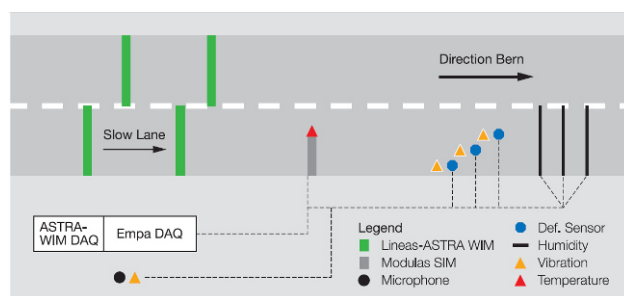 Direction Bern
Slow Lane
ASTRA-
WIM DAQ
Empa DAQ
Legend
Lineas-ASTRA WIM
Modulas SIM
Microphone
Def. Sensor
Humidity
Vibration
Temperature